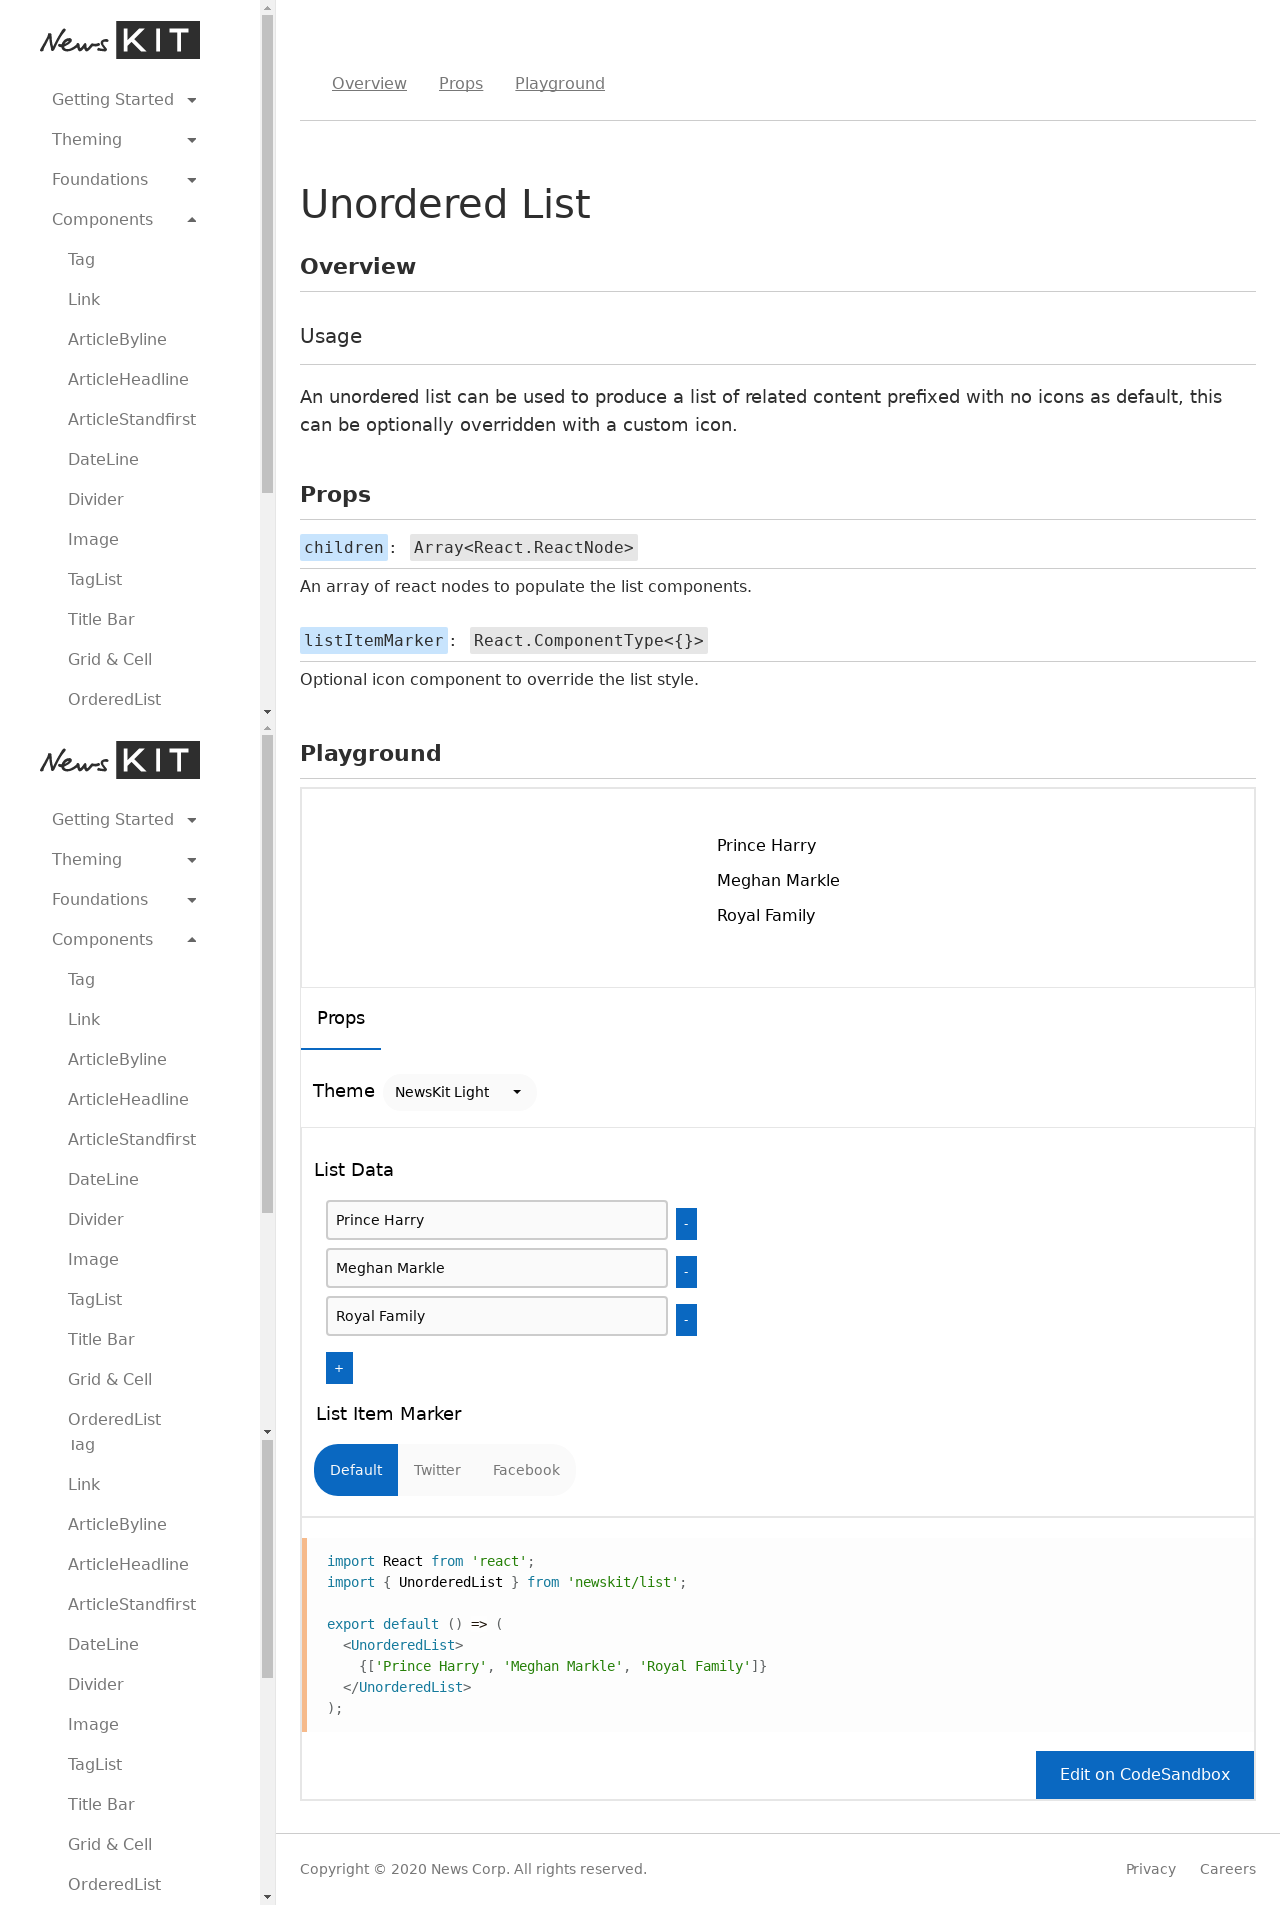 News KIT
Getting Started
Theming
Foundations
Components
Tag
Link
ArticleByline
ArticleHeadline
ArticleStandfirst
DateLine
Divider
Image
TagList
Title Bar
Grid & Cell
OrderedList
News KIT
Getting Started
Theming
Foundations
Components
Tag
Link
ArticleByline
ArticleHeadline
ArticleStandfirst
DateLine
Divider
Image
TagList
Title Bar
Grid & Cell
OrderedList
Tag
Link
ArticleByline
ArticleHeadline
ArticleStandfirst
DateLine
Divider
Image
TagList
Title Bar
Grid & Cell
OrderedList
Overview Props Playground
Unordered List
Overview
Usage
An unordered list can be used to produce a list of related content prefixed with no icons as default, this
can be optionally overridden with a custom icon.
Props
children: Array<React.ReactNode>
An array of react nodes to populate the list components.
listItemMarker: React.ComponentType<{}>
Optional icon component to override the list style.
Playground
Prince Harry
Meghan Markle
Royal Family
Props
Theme NewsKit Light
List Data
Prince Harry -
Meghan Markle -
Royal Family -
+
List Item Marker
Default Twitter Facebook
import React from 'react';
import { UnorderedList } from 'newskit/list';
export default () => (
  <UnorderedList>
    {['Prince Harry', 'Meghan Markle', 'Royal Family']}
  </UnorderedList>
);
Edit on CodeSandbox
Copyright © 2020 News Corp. All rights reserved. Privacy Careers